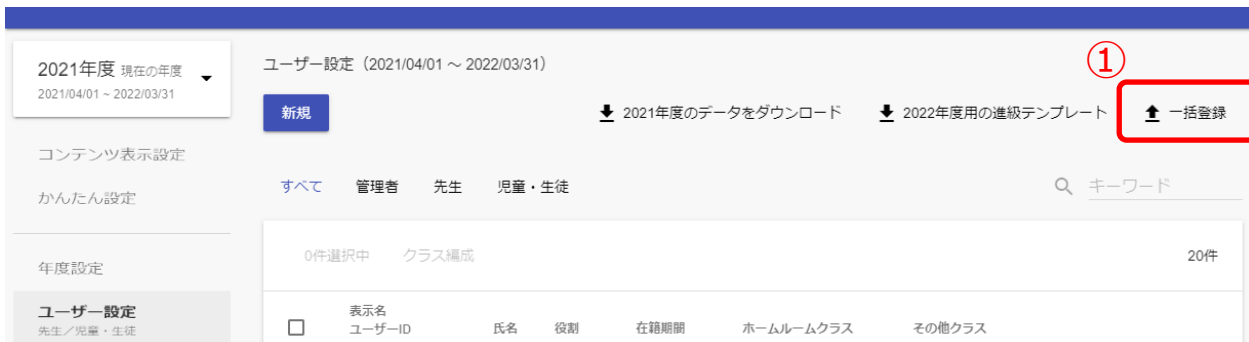 2021年度 現在の年度
2021/04/01 ~ 2022/03/31
コンテンツ表示設定
かんたん設定
年度設定
ユーザー設定
先生／児童・生徒
ユーザー設定（2021/04/01 ～ 2022/03/31）
①
新規
2021年度のデータをダウンロード
2022年度用の進級テンプレート
一括登録
すべて 管理者 先生 児童・生徒
キーワード
0件選択中 クラス編成 20件
表示名
ユーザーID 氏名 役割 在籍期間 ホームルームクラス その他クラス